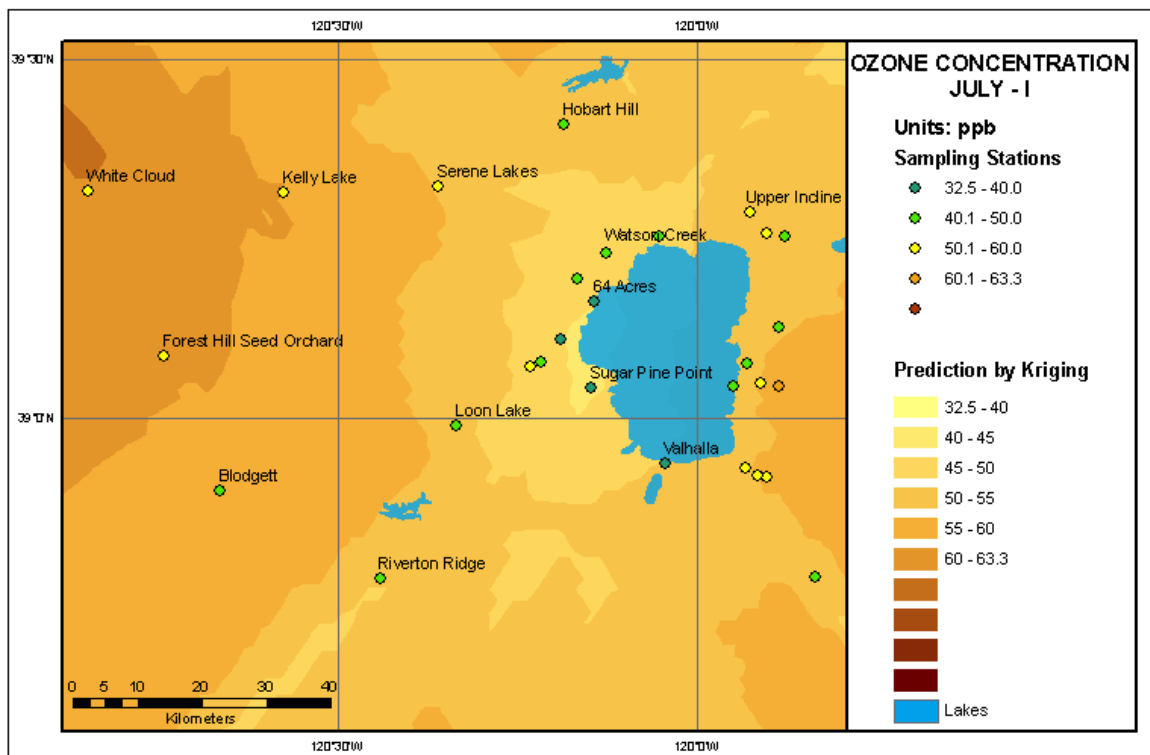 120°30'W 120°0'W
39°30'N
OZONE CONCENTRATION
JULY - I
Hobart Hill
Units: ppb
Sampling Stations
White Cloud
Kelly Lake
Serene Lakes
Upper Incline
32.5 - 40.0
40.1 - 50.0
50.1 - 60.0
60.1 - 63.3
Watson Creek
64 Acres
Forest Hill Seed Orchard
Sugar Pine Point
Prediction by Kriging
Loon Lake
39°0'N
Valhalla
Blodgett
Riverton Ridge
32.5 - 40
40 - 45
45 - 50
50 - 55
55 - 60
60 - 63.3
Lakes
0 5 10 20 30 40
Kilometers
120°30'W 120°0'W